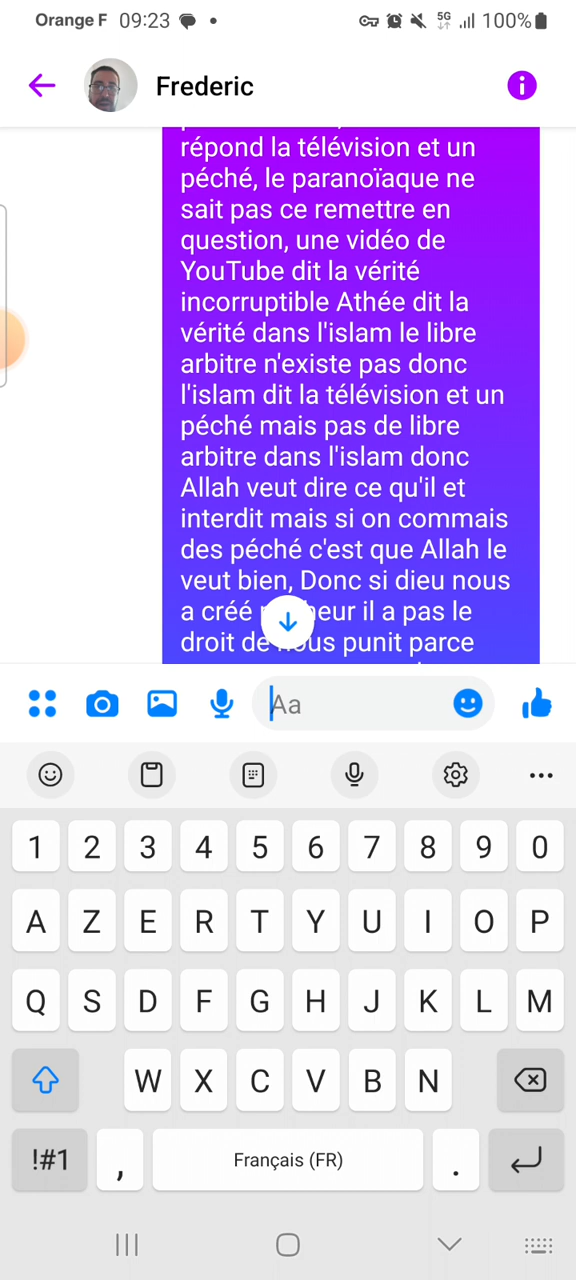 Orange F 09:23 5G 100%
Frederic
répond la télévision et un
péché, le paranoïaque ne
sait pas ce remettre en
question, une vidéo de
YouTube dit la vérité
incorruptible Athée dit la
vérité dans l'islam le libre
arbitre n'existe pas donc
l'islam dit la télévision et un
péché mais pas de libre
arbitre dans l'islam donc
Allah veut dire ce qu'il et
interdit mais si on commais
des péché c'est que Allah le
veut bien, Donc si dieu nous
a créé heur il a pas le
droit de nous punit parce
Aa
1 2 3 4 5 6 7 8 9 0
A Z E R T Y U I O P
Q S D F G H J K L M
W X C V B N
!#1 , Français (FR) .